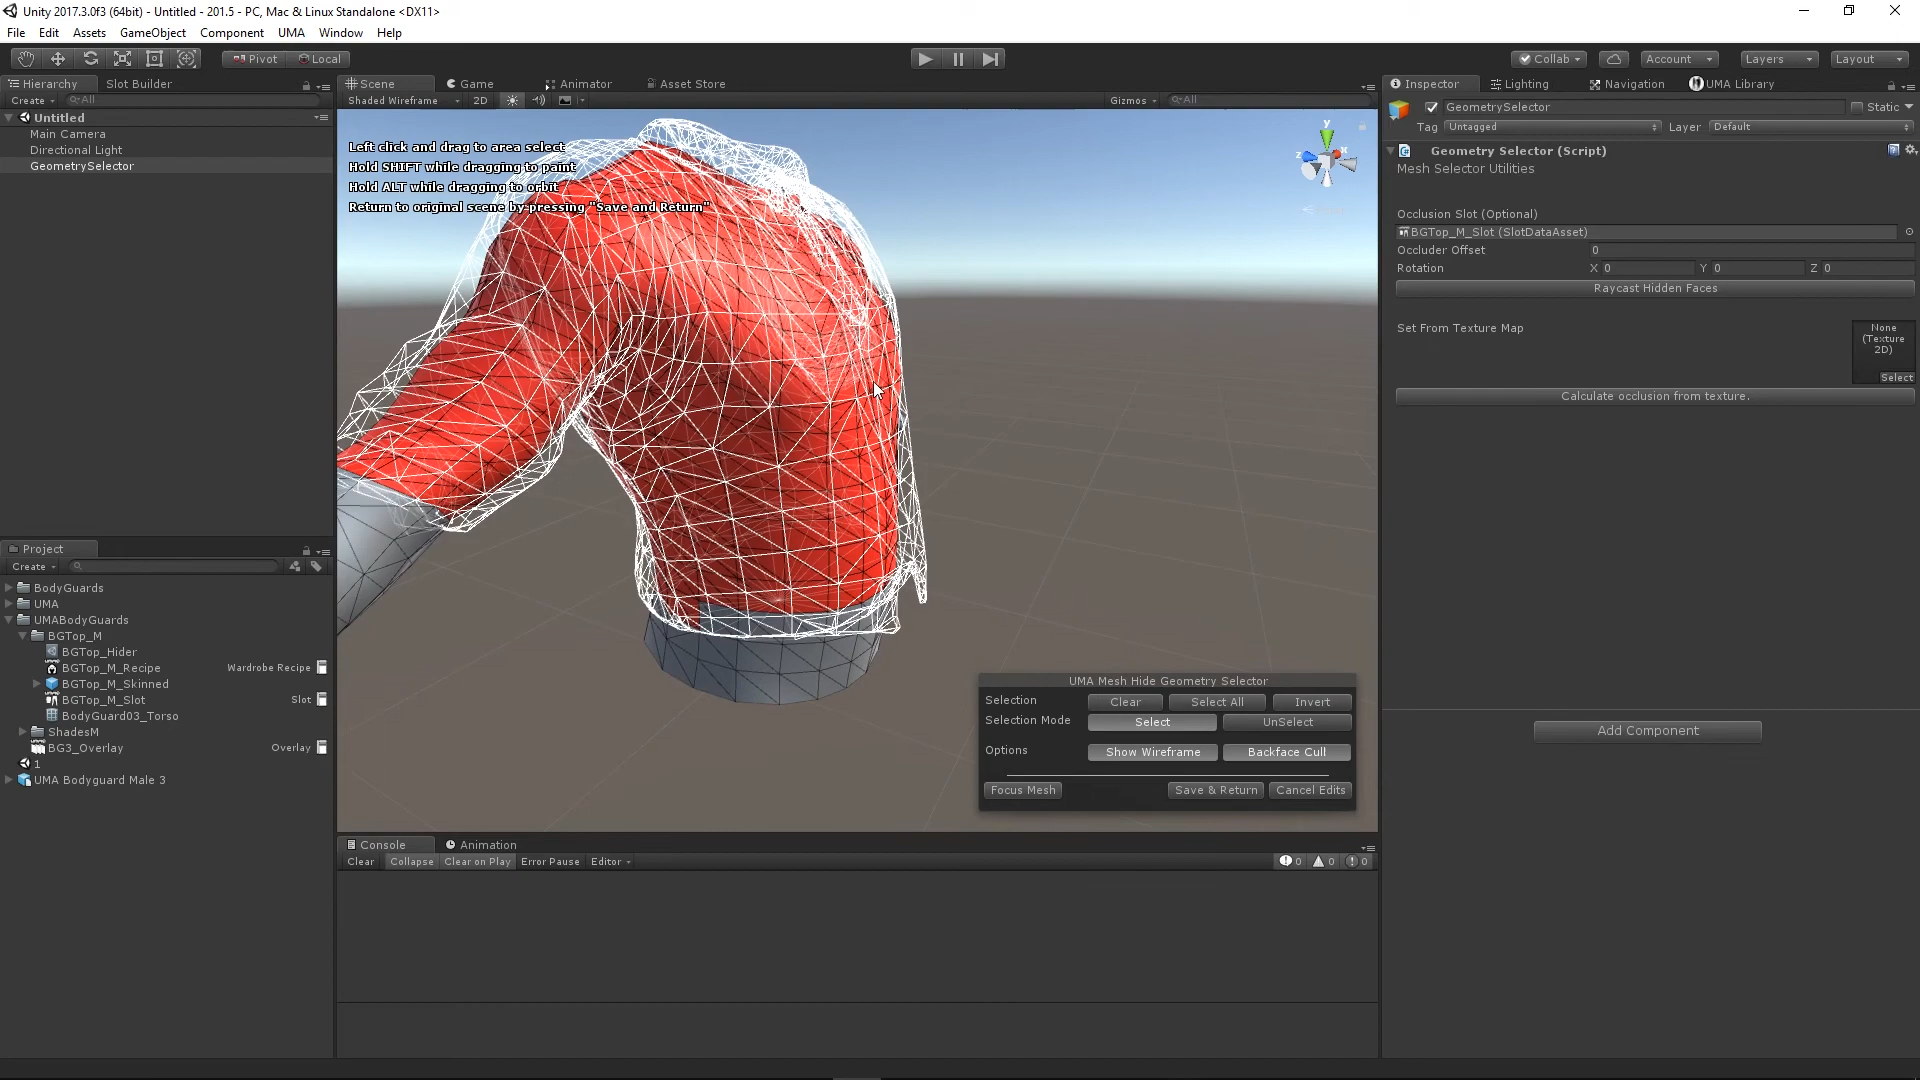 Unity 2017.3.0f3 (64bit) - Untitled - 201.5 - PC, Mac & Linux Standalone <DX11>
File Edit Assets GameObject Component UMA Window Help
Pivot Local Collab Account Layers Layout
Hierarchy Slot Builder
Create All
Untitled
Main Camera
Directional Light
GeometrySelector
Scene Game Animator Asset Store
Shaded Wireframe 2D Gizmos All
Left click and drag to area select
Hold SHIFT while dragging to paint
Hold ALT while dragging to orbit
Return to original scene by pressing "Save and Return"
y
z x
UMA Mesh Hide Geometry Selector
Selection Clear Select All Invert
Selection Mode Select UnSelect
Options Show Wireframe Backface Cull
Focus Mesh Save & Return Cancel Edits
Project
Create
BodyGuards
UMA
UMABodyGuards
BGTop_M
BGTop_Hider
BGTop_M_Recipe Wardrobe Recipe
BGTop_M_Skinned
BGTop_M_Slot Slot
BodyGuard03_Torso
ShadesM
BG3_Overlay Overlay
1
UMA Bodyguard Male 3
Console Animation
Clear Collapse Clear on Play Error Pause Editor 0 0 0
Inspector Lighting Navigation UMA Library
GeometrySelector Static
Tag Untagged Layer Default
Geometry Selector (Script)
Mesh Selector Utilities
Occlusion Slot (Optional)
BGTop_M_Slot (SlotDataAsset)
Occluder Offset 0
Rotation X 0 Y 0 Z 0
Raycast Hidden Faces
Set From Texture Map
None
(Texture
2D)
Select
Calculate occlusion from texture.
Add Component